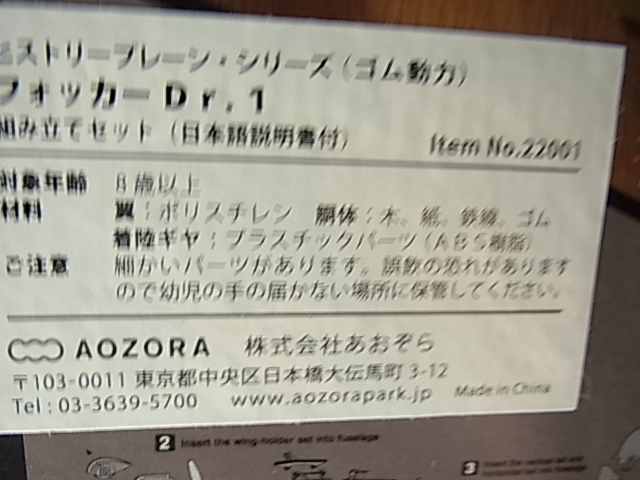 ヒストリープレーン・シリーズ（ゴム動力）
フォッカーDr.1
組み立てセット（日本語説明書付） Item No.22001
対象年齢 8歳以上
材料 翼：ポリスチレン 胴体：木、紙、鉄線、ゴム
着陸ギヤ：プラスチックパーツ（ABS樹脂）
ご注意 細かいパーツがあります。誤飲の恐れがあります
ので幼児の手の届かない場所に保管してください。
AOZORA 株式会社あおぞら
〒103-0011 東京都中央区日本橋大伝馬町 3-12
Tel : 03-3639-5700 www.aozorapark.jp Made in China
2 Insert the wing-holder set into fuselage
3